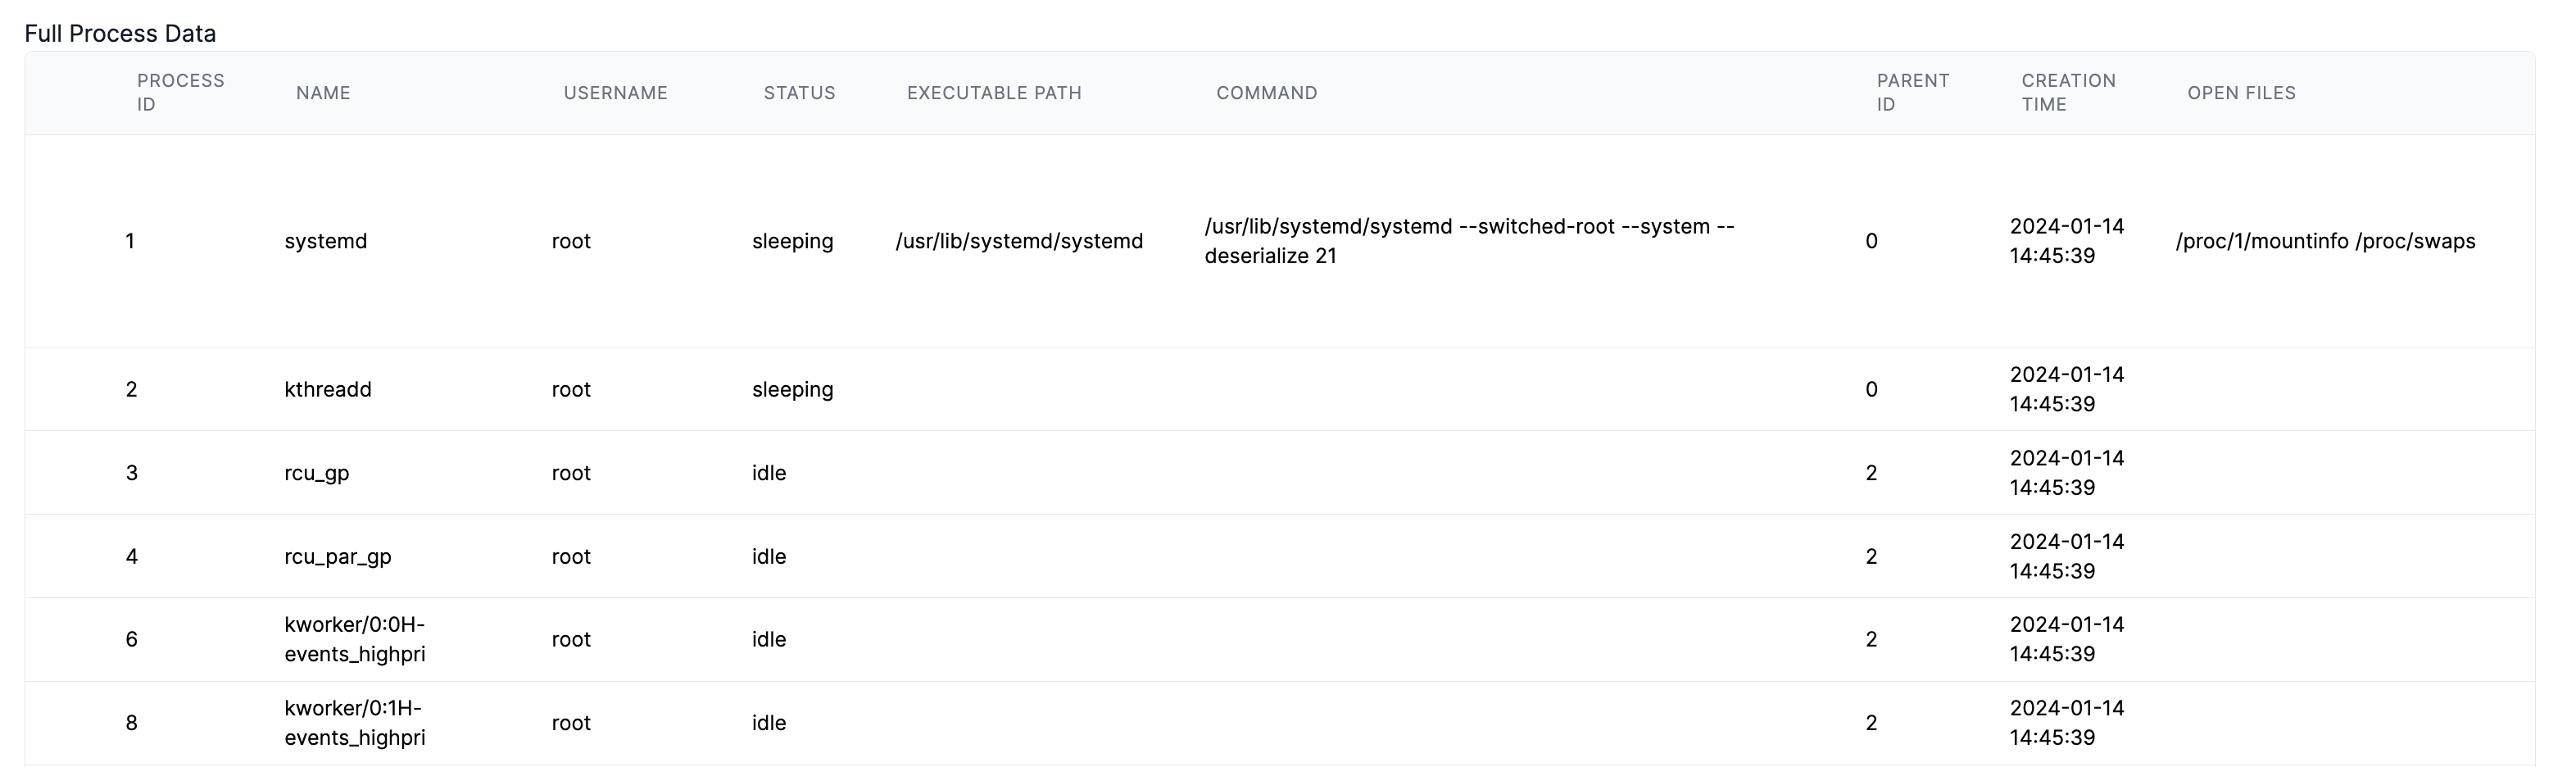 Full Process Data
PROCESS ID NAME USERNAME STATUS EXECUTABLE PATH COMMAND PARENT ID CREATION TIME OPEN FILES
1 systemd root sleeping /usr/lib/systemd/systemd /usr/lib/systemd/systemd --switched-root --system --deserialize 21 0 2024-01-14 14:45:39 /proc/1/mountinfo /proc/swaps
2 kthreadd root sleeping 0 2024-01-14 14:45:39
3 rcu_gp root idle 2 2024-01-14 14:45:39
4 rcu_par_gp root idle 2 2024-01-14 14:45:39
6 kworker/0:0H-events_highpri root idle 2 2024-01-14 14:45:39
8 kworker/0:1H-events_highpri root idle 2 2024-01-14 14:45:39